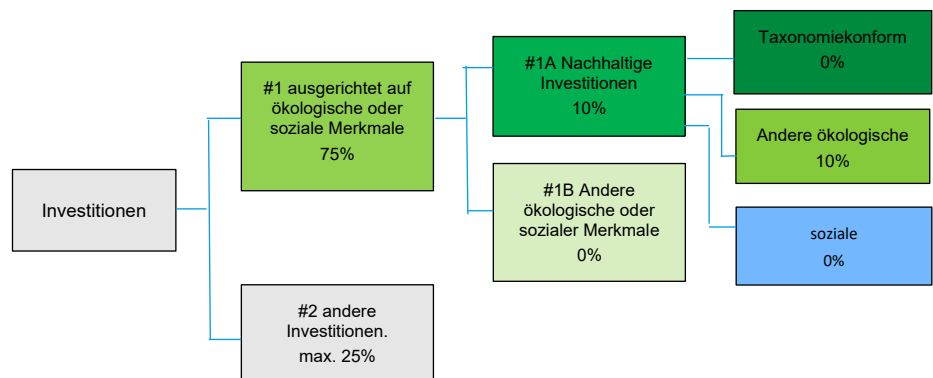 Investitionen
#1 ausgerichtet auf
ökologische oder
soziale Merkmale
75%
#2 andere
Investitionen.
max. 25%
#1A Nachhaltige
Investitionen
10%
#1B Andere
ökologische oder
sozialer Merkmale
0%
Taxonomiekonform
0%
Andere ökologische
10%
soziale
0%